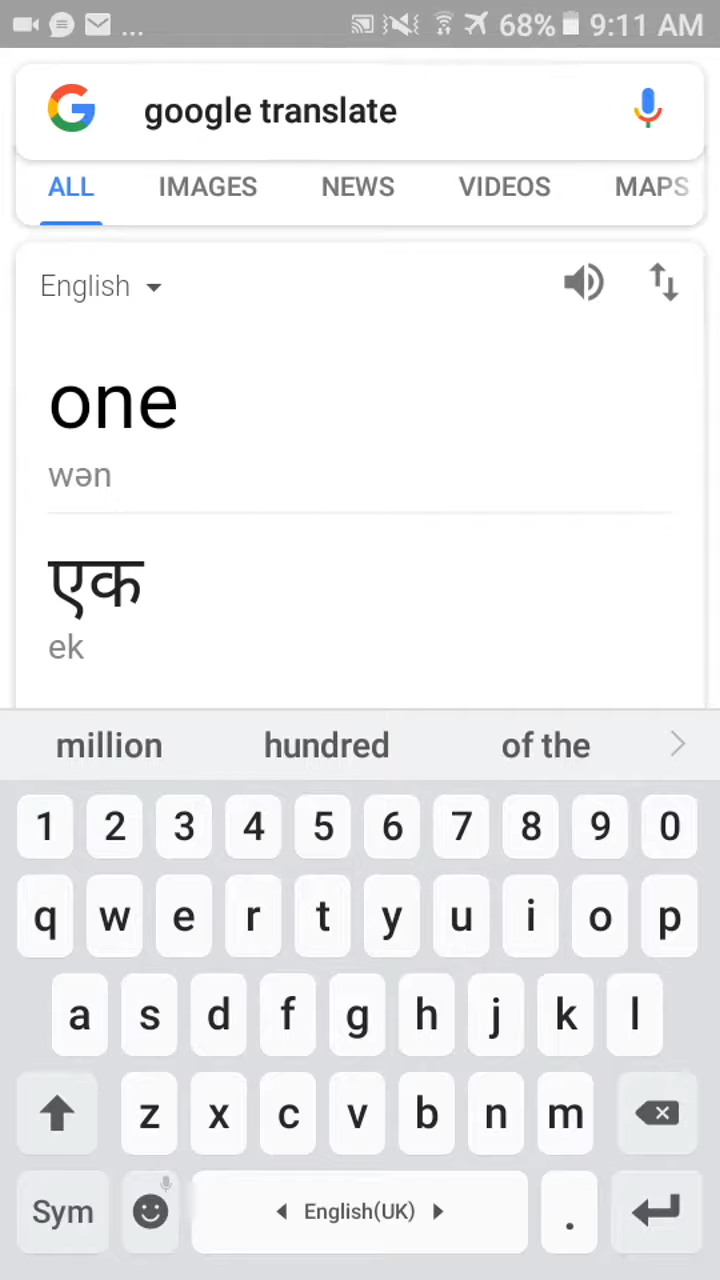 ... 68% 9:11 AM
google translate
ALL IMAGES NEWS VIDEOS MAPS
English
one
wən
एक
ek
million hundred of the
1 2 3 4 5 6 7 8 9 0
q w e r t y u i o p
a s d f g h j k l
z x c v b n m
Sym English(UK) .